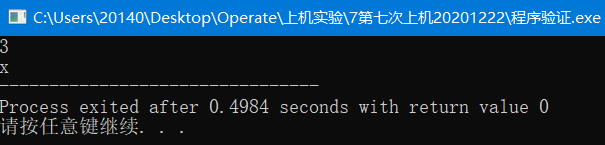 C:\Users\20140\Desktop\Operate\上机实验\7第七次上机20201222\程序验证.exe
3
x
--------------------------------
Process exited after 0.4984 seconds with return value 0
请按任意键继续. . .